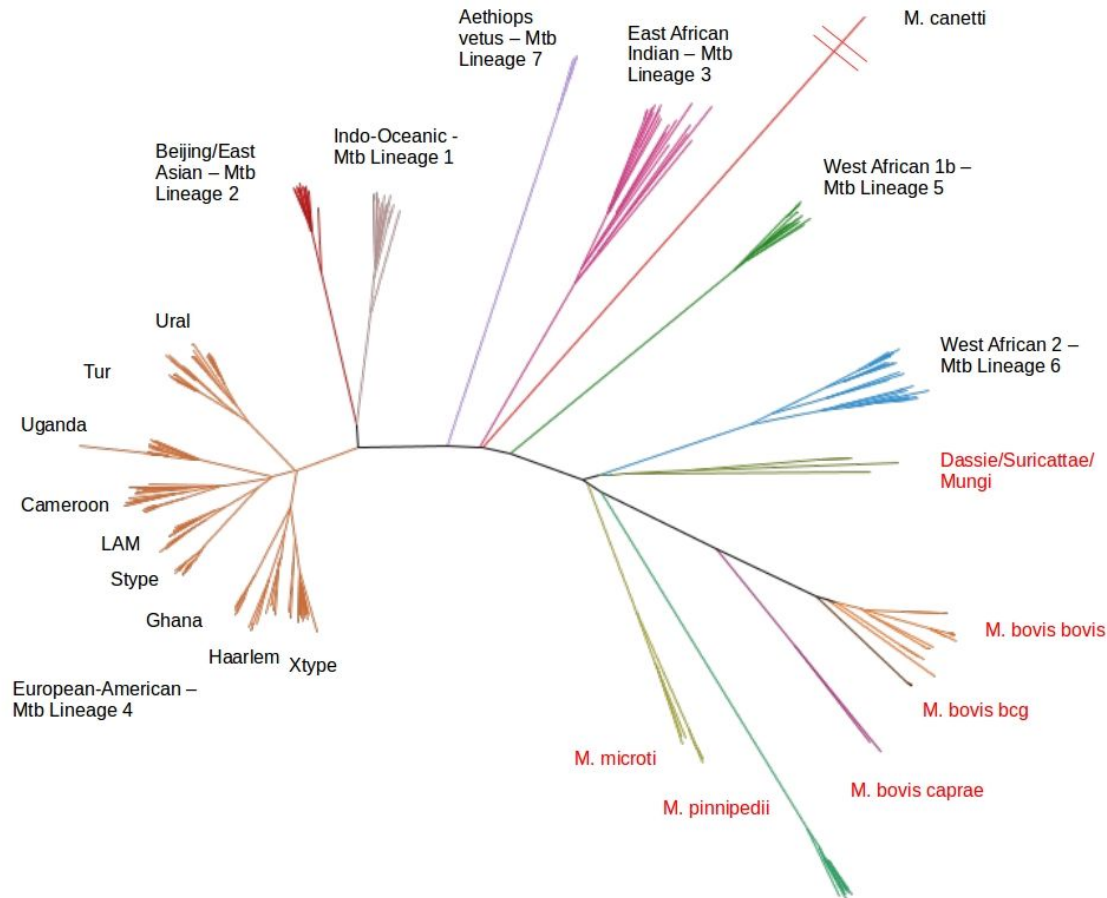 Aethiops
vetus – Mtb
Lineage 7
East African
Indian – Mtb
Lineage 3
M. canetti
Beijing/East
Asian – Mtb
Lineage 2
Indo-Oceanic -
Mtb Lineage 1
West African 1b –
Mtb Lineage 5
Ural
Tur
Uganda
Cameroon
LAM
Stype
Ghana
Haarlem
Xtype
European-American –
Mtb Lineage 4
West African 2 –
Mtb Lineage 6
Dassie/Suricattae/
Mungi
M. bovis bovis
M. bovis bcg
M. bovis caprae
M. microti
M. pinnipedii